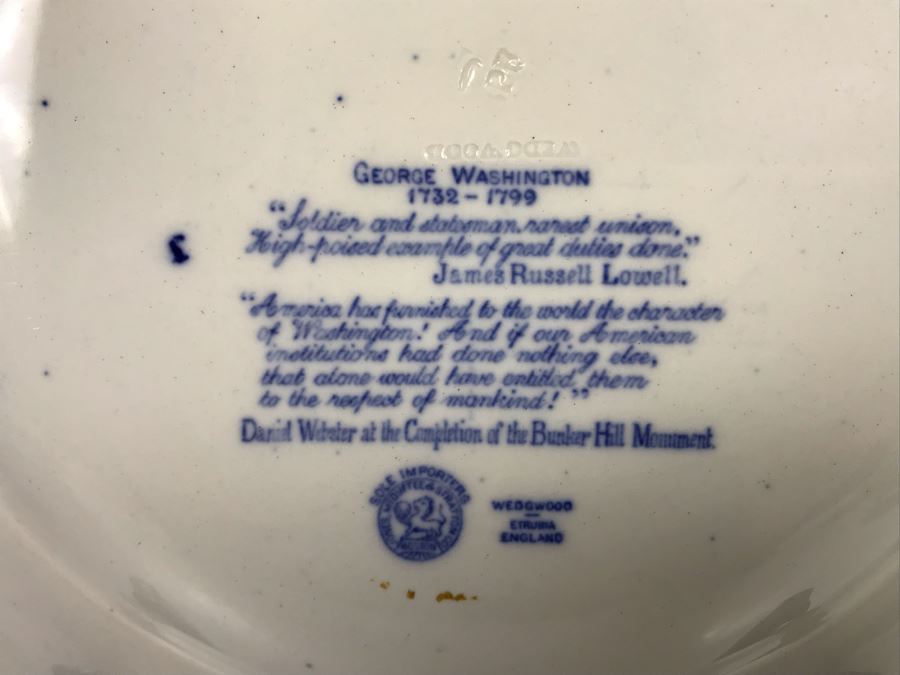 WEDGWOOD
GEORGE WASHINGTON
1732 – 1799
"Soldier and statesman, rarest unison,
High-poised example of great duties done."
James Russell Lowell.
"America has furnished to the world the character
of Washington! And if our American
institutions had done nothing else,
that alone would have entitled them
to the respect of mankind!"
Daniel Webster at the Completion of the Bunker Hill Monument.
SOLE IMPORTERS
WEDGWOOD
ETRURIA
ENGLAND